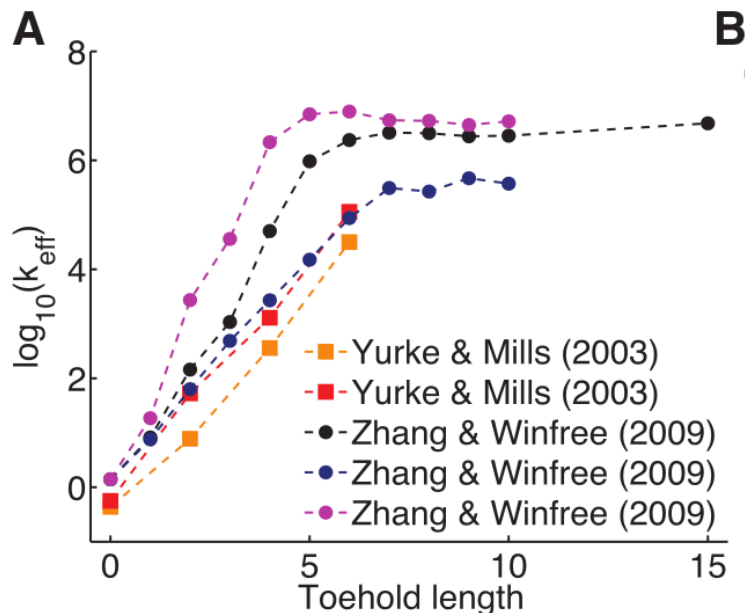 A
B
8
6
4
2
0
log10(keff)
Yurke & Mills (2003)
Yurke & Mills (2003)
Zhang & Winfree (2009)
Zhang & Winfree (2009)
Zhang & Winfree (2009)
0 5 10 15
Toehold length